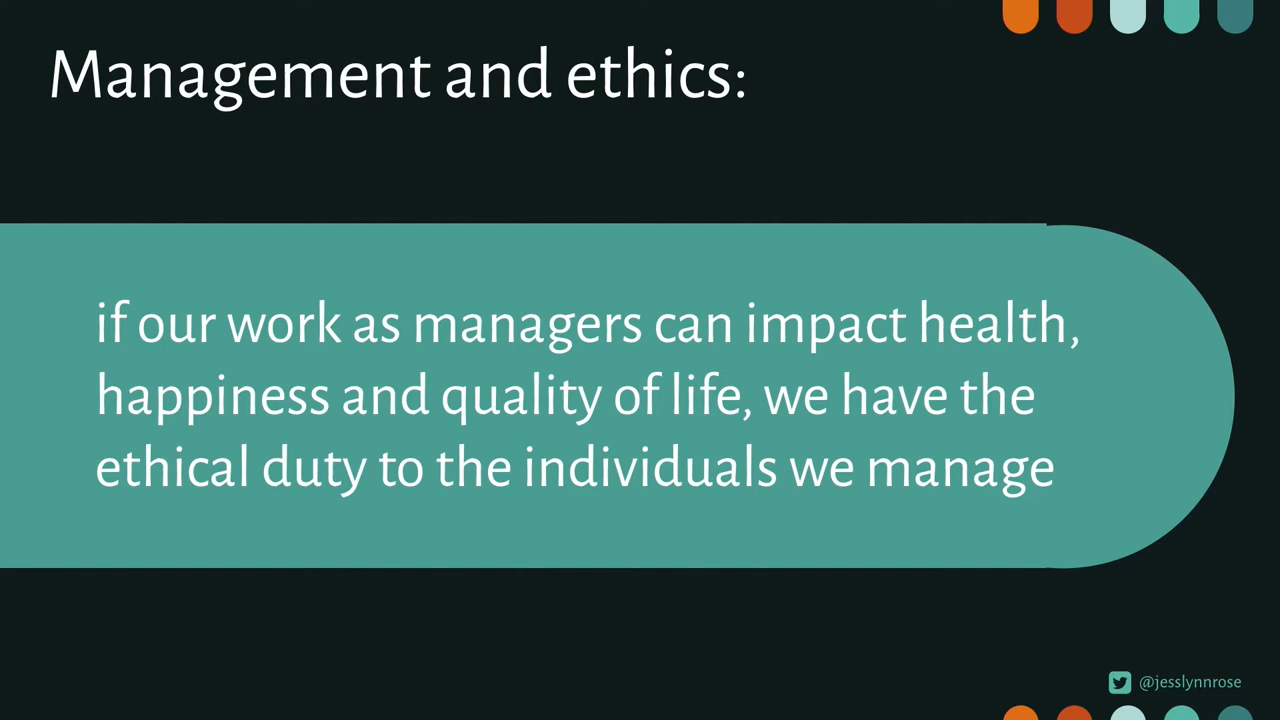 Management and ethics:
if our work as managers can impact health,
happiness and quality of life, we have the
ethical duty to the individuals we manage
@jesslynnrose